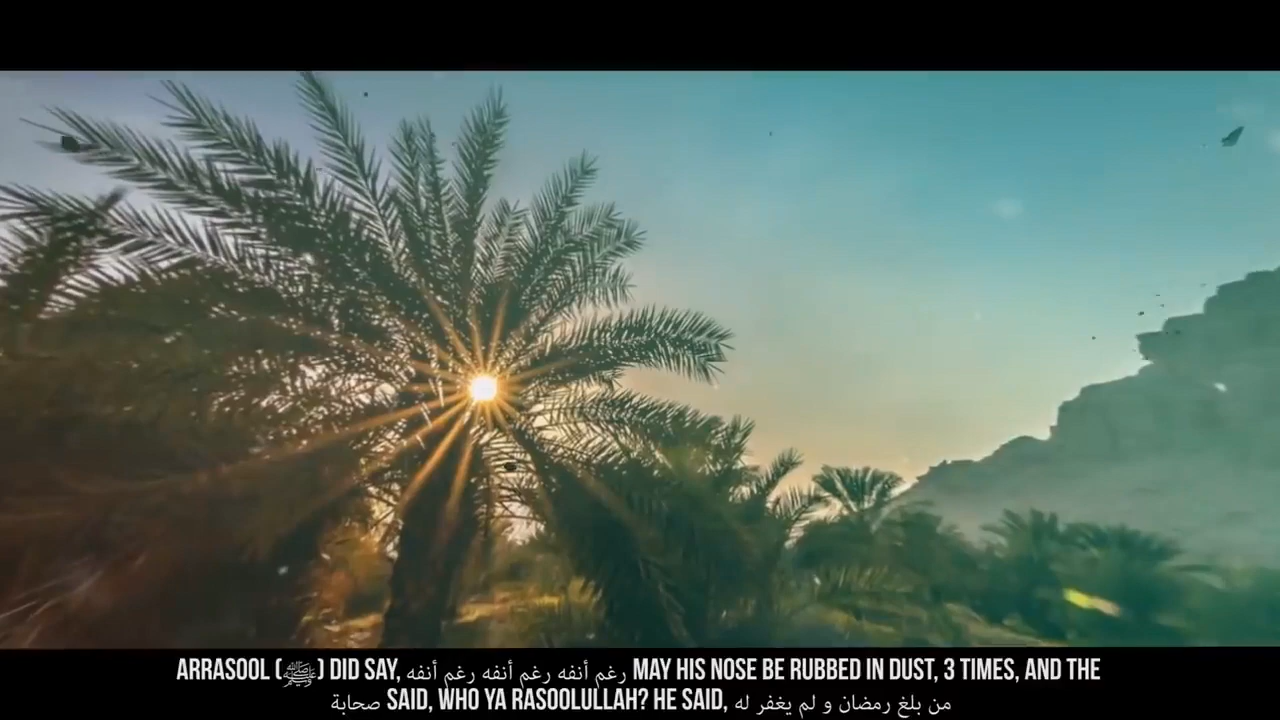 ARRASOOL (ﷺ) DID SAY, رغم أنفه رغم أنفه رغم أنفه MAY HIS NOSE BE RUBBED IN DUST, 3 TIMES, AND THE
صحابة SAID, WHO YA RASOOLULLAH? HE SAID, من بلغ رمضان و لم يغفر له